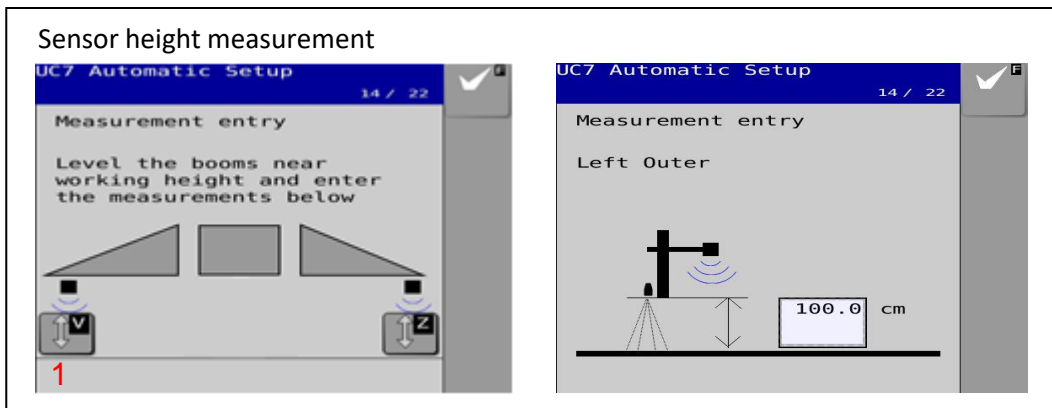 Sensor height measurement
UC7 Automatic Setup
14 / 22
F
Measurement entry
Level the booms near
working height and enter
the measurements below
V
Z
1
UC7 Automatic Setup
14 / 22
F
Measurement entry
Left Outer
100.0 cm